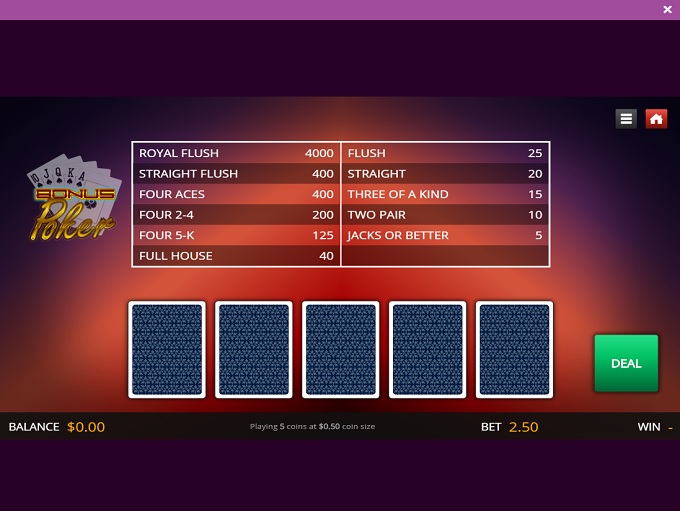 ROYAL FLUSH 4000 FLUSH 25
STRAIGHT FLUSH 400 STRAIGHT 20
FOUR ACES 400 THREE OF A KIND 15
FOUR 2-4 200 TWO PAIR 10
FOUR 5-K 125 JACKS OR BETTER 5
FULL HOUSE 40
10 J Q K A
BONUS
Poker
DEAL
BALANCE $0.00 Playing 5 coins at $0.50 coin size BET 2.50 WIN -